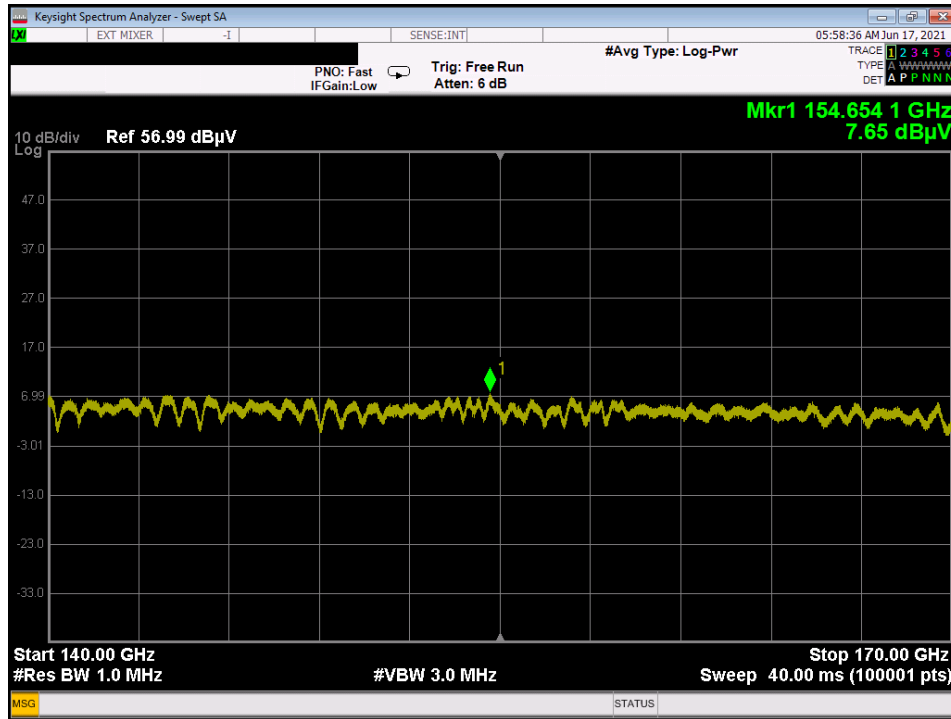 Keysight Spectrum Analyzer - Swept SA
LXI EXT MIXER -I SENSE:INT 05:58:36 AM Jun 17, 2021
#Avg Type: Log-Pwr TRACE 1 2 3 4 5 6
PNO: Fast Trig: Free Run TYPE A WWWWW
IFGain:Low Atten: 6 dB DET A P P N N N
Mkr1 154.654 1 GHz
7.65 dBµV
10 dB/div Ref 56.99 dBµV
Log
47.0
37.0
27.0
17.0
1
6.99
-3.01
-13.0
-23.0
-33.0
Start 140.00 GHz Stop 170.00 GHz
#Res BW 1.0 MHz #VBW 3.0 MHz Sweep 40.00 ms (100001 pts)
MSG STATUS